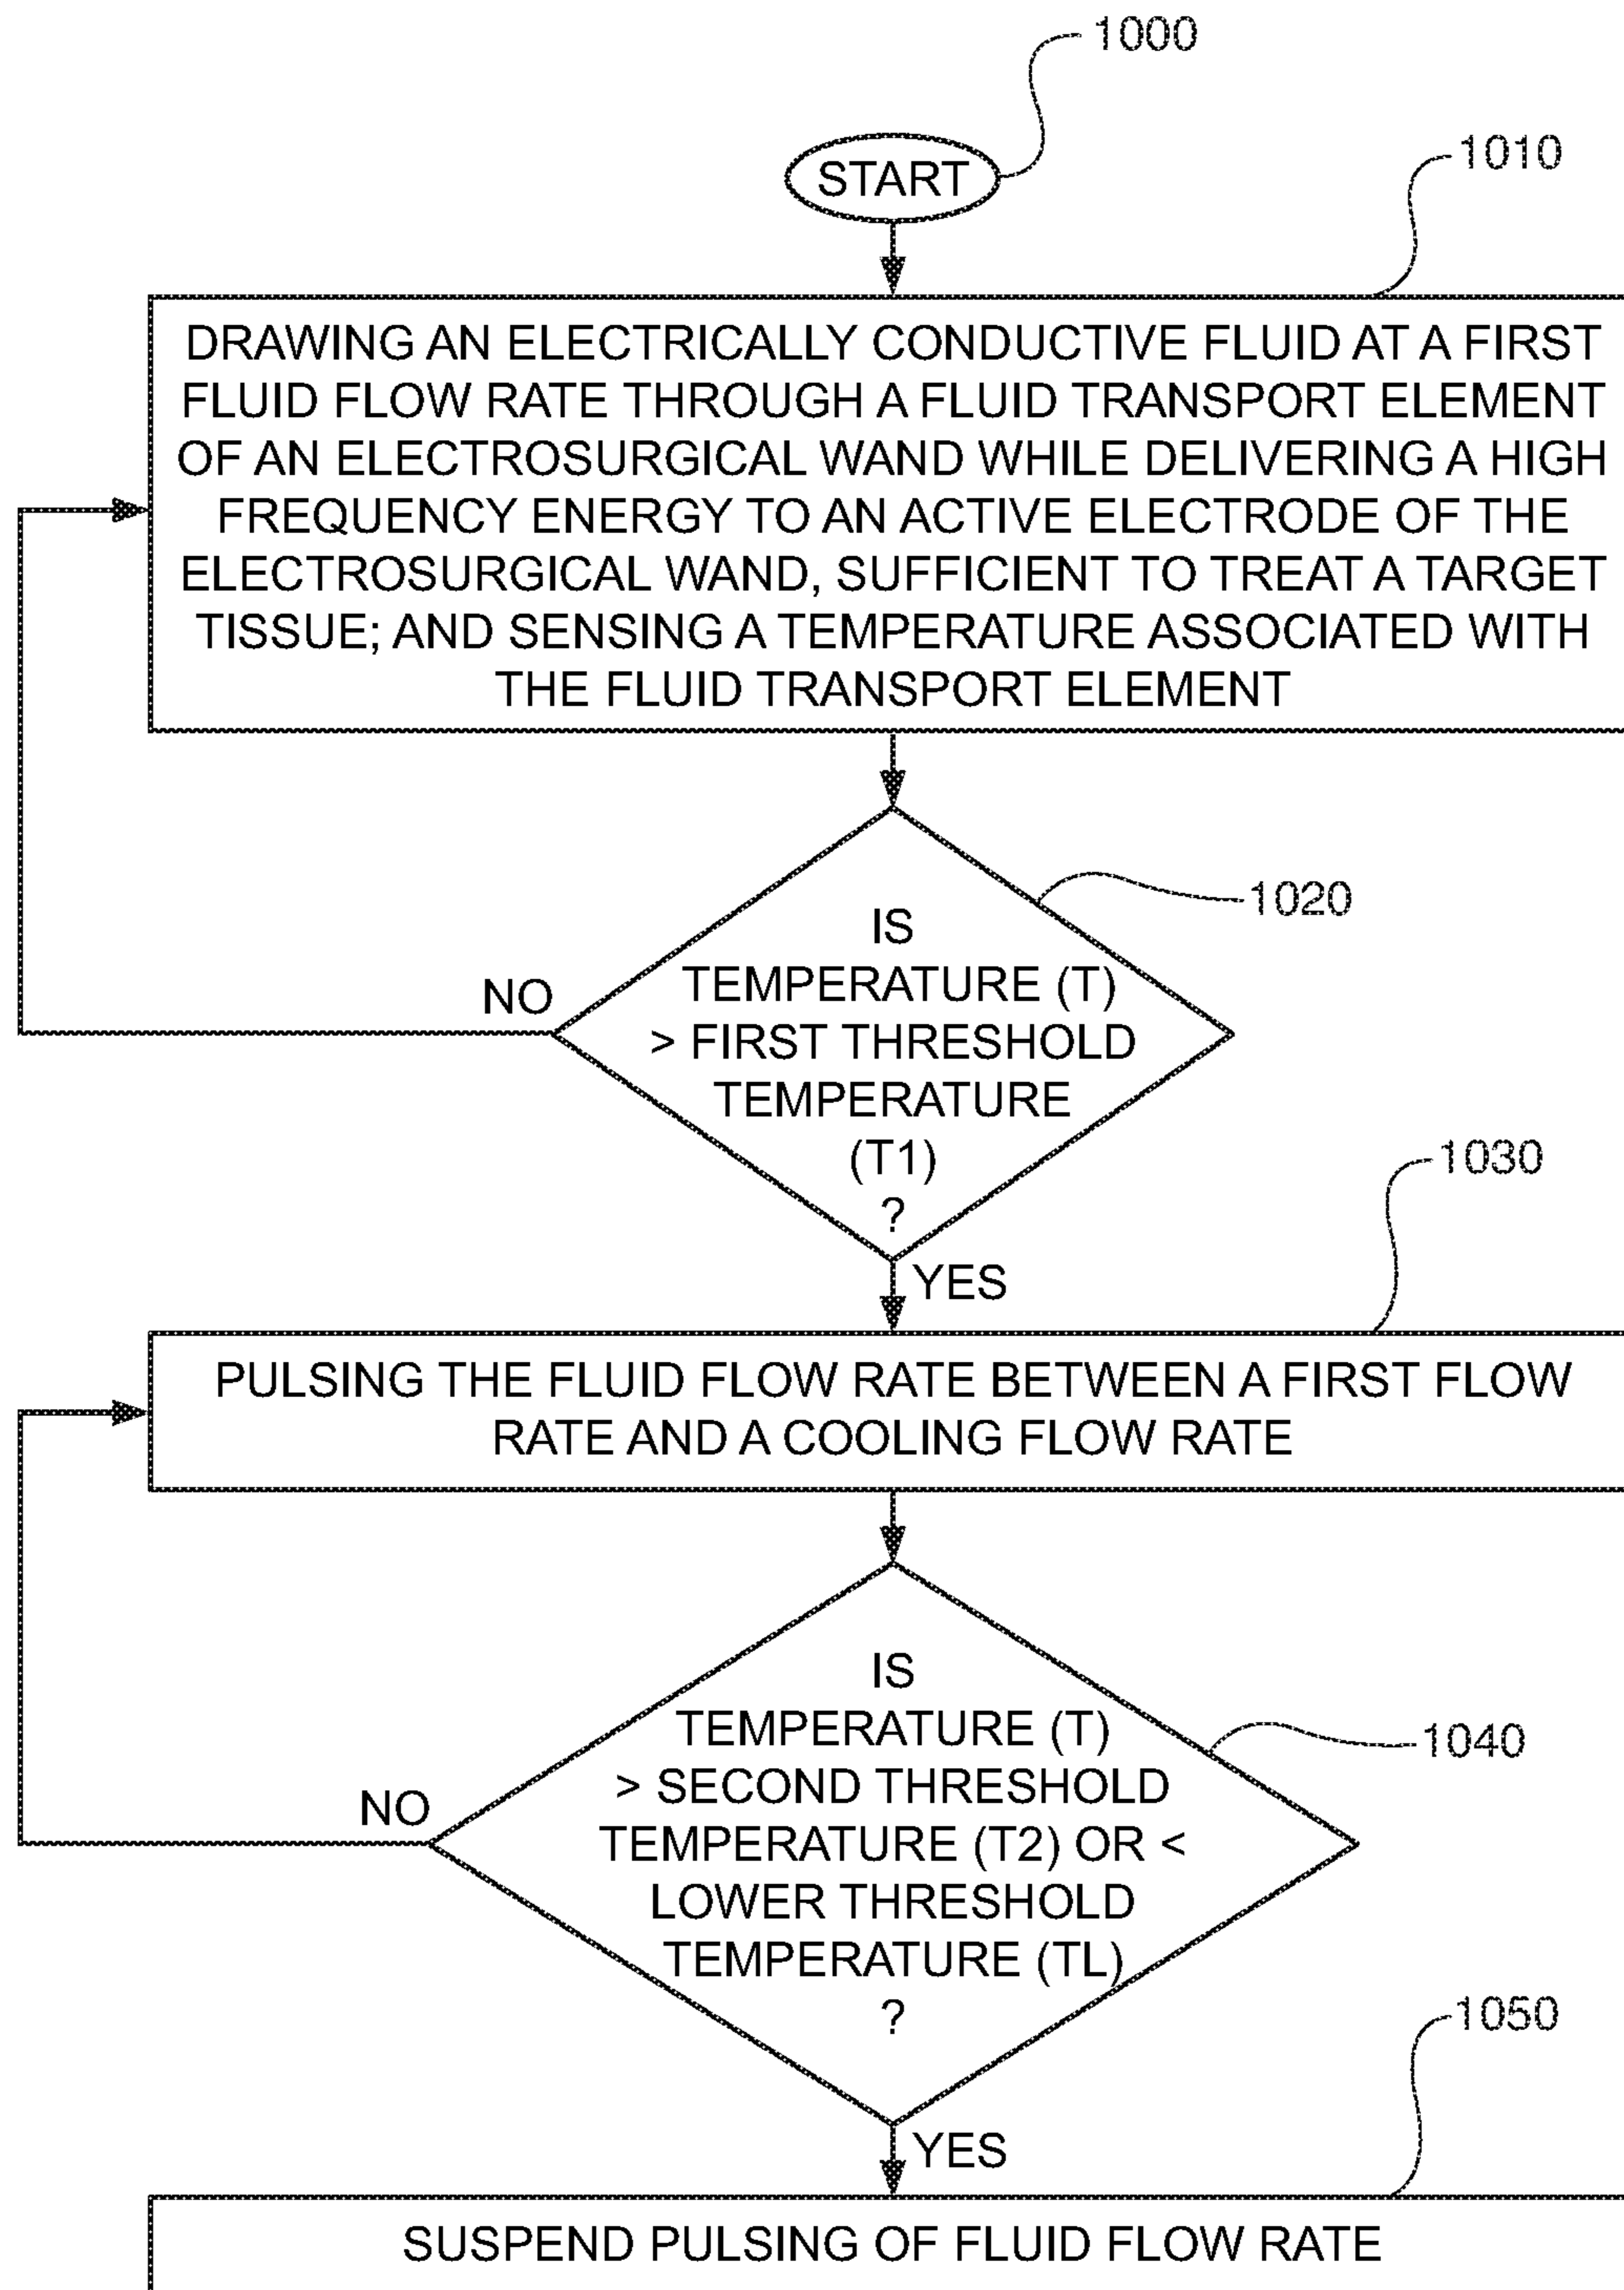 1000
START
1010
DRAWING AN ELECTRICALLY CONDUCTIVE FLUID AT A FIRST
FLUID FLOW RATE THROUGH A FLUID TRANSPORT ELEMENT
OF AN ELECTROSURGICAL WAND WHILE DELIVERING A HIGH
FREQUENCY ENERGY TO AN ACTIVE ELECTRODE OF THE
ELECTROSURGICAL WAND, SUFFICIENT TO TREAT A TARGET
TISSUE; AND SENSING A TEMPERATURE ASSOCIATED WITH
THE FLUID TRANSPORT ELEMENT
1020
IS
TEMPERATURE (T)
> FIRST THRESHOLD
TEMPERATURE
(T1)
?
NO
YES
1030
PULSING THE FLUID FLOW RATE BETWEEN A FIRST FLOW
RATE AND A COOLING FLOW RATE
1040
IS
TEMPERATURE (T)
> SECOND THRESHOLD
TEMPERATURE (T2) OR <
LOWER THRESHOLD
TEMPERATURE (TL)
?
NO
YES
1050
SUSPEND PULSING OF FLUID FLOW RATE